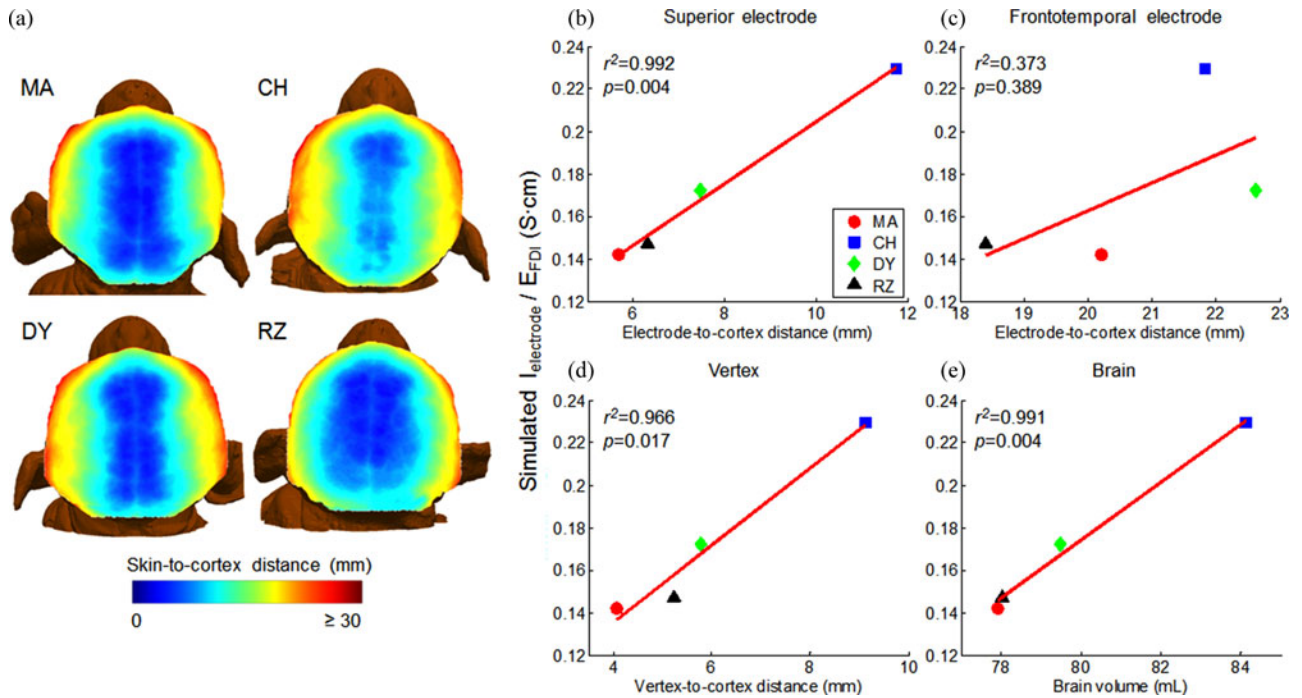 (a)
MA
CH
DY
RZ
Skin-to-cortex distance (mm)
0
≥ 30
Simulated I_electrode / E_FDI (S·cm)
(b)
Superior electrode
r²=0.992
p=0.004
0.24
0.22
0.2
0.18
0.16
0.14
0.12
6
8
10
12
Electrode-to-cortex distance (mm)
MA
CH
DY
RZ
(c)
Frontotemporal electrode
r²=0.373
p=0.389
0.24
0.22
0.2
0.18
0.16
0.14
0.12
18
19
20
21
22
23
Electrode-to-cortex distance (mm)
(d)
Vertex
r²=0.966
p=0.017
0.24
0.22
0.2
0.18
0.16
0.14
0.12
4
6
8
10
Vertex-to-cortex distance (mm)
(e)
Brain
r²=0.991
p=0.004
0.24
0.22
0.2
0.18
0.16
0.14
0.12
78
80
82
84
Brain volume (mL)